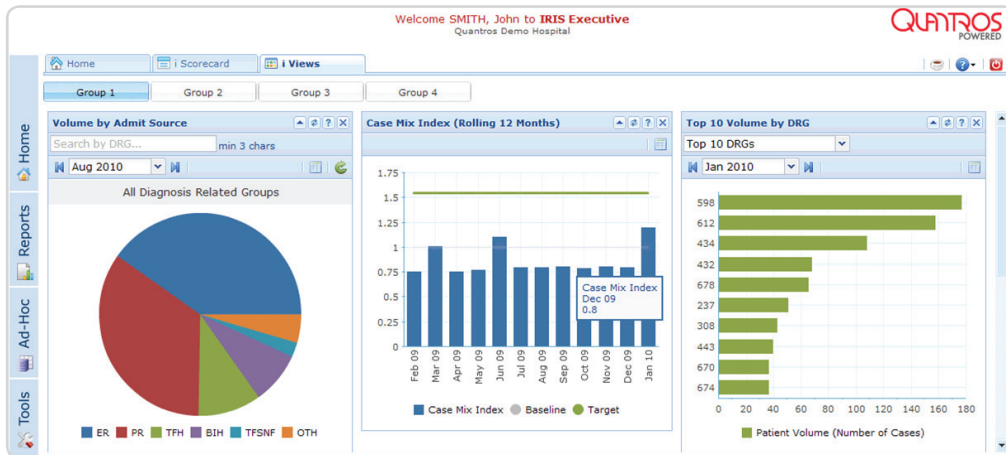 Welcome SMITH, John to IRIS Executive
Quantros Demo Hospital
QUANTROS
POWERED
Home
i Scorecard
i Views
Group 1
Group 2
Group 3
Group 4
Home
Reports
Ad-Hoc
Tools
Volume by Admit Source
Search by DRG...
min 3 chars
Aug 2010
All Diagnosis Related Groups
ER PR TFH BIH TFSNF OTH
Case Mix Index (Rolling 12 Months)
1.75
1.5
1.25
1
0.75
0.5
0.25
0
Case Mix Index
Dec 09
0.8
Feb 09
Mar 09
Apr 09
May 09
Jun 09
Jul 09
Aug 09
Sep 09
Oct 09
Nov 09
Dec 09
Jan 10
Case Mix Index Baseline Target
Top 10 Volume by DRG
Top 10 DRGs
Jan 2010
598
612
434
432
678
237
308
443
670
674
0 20 40 60 80 100 120 140 160 180
Patient Volume (Number of Cases)